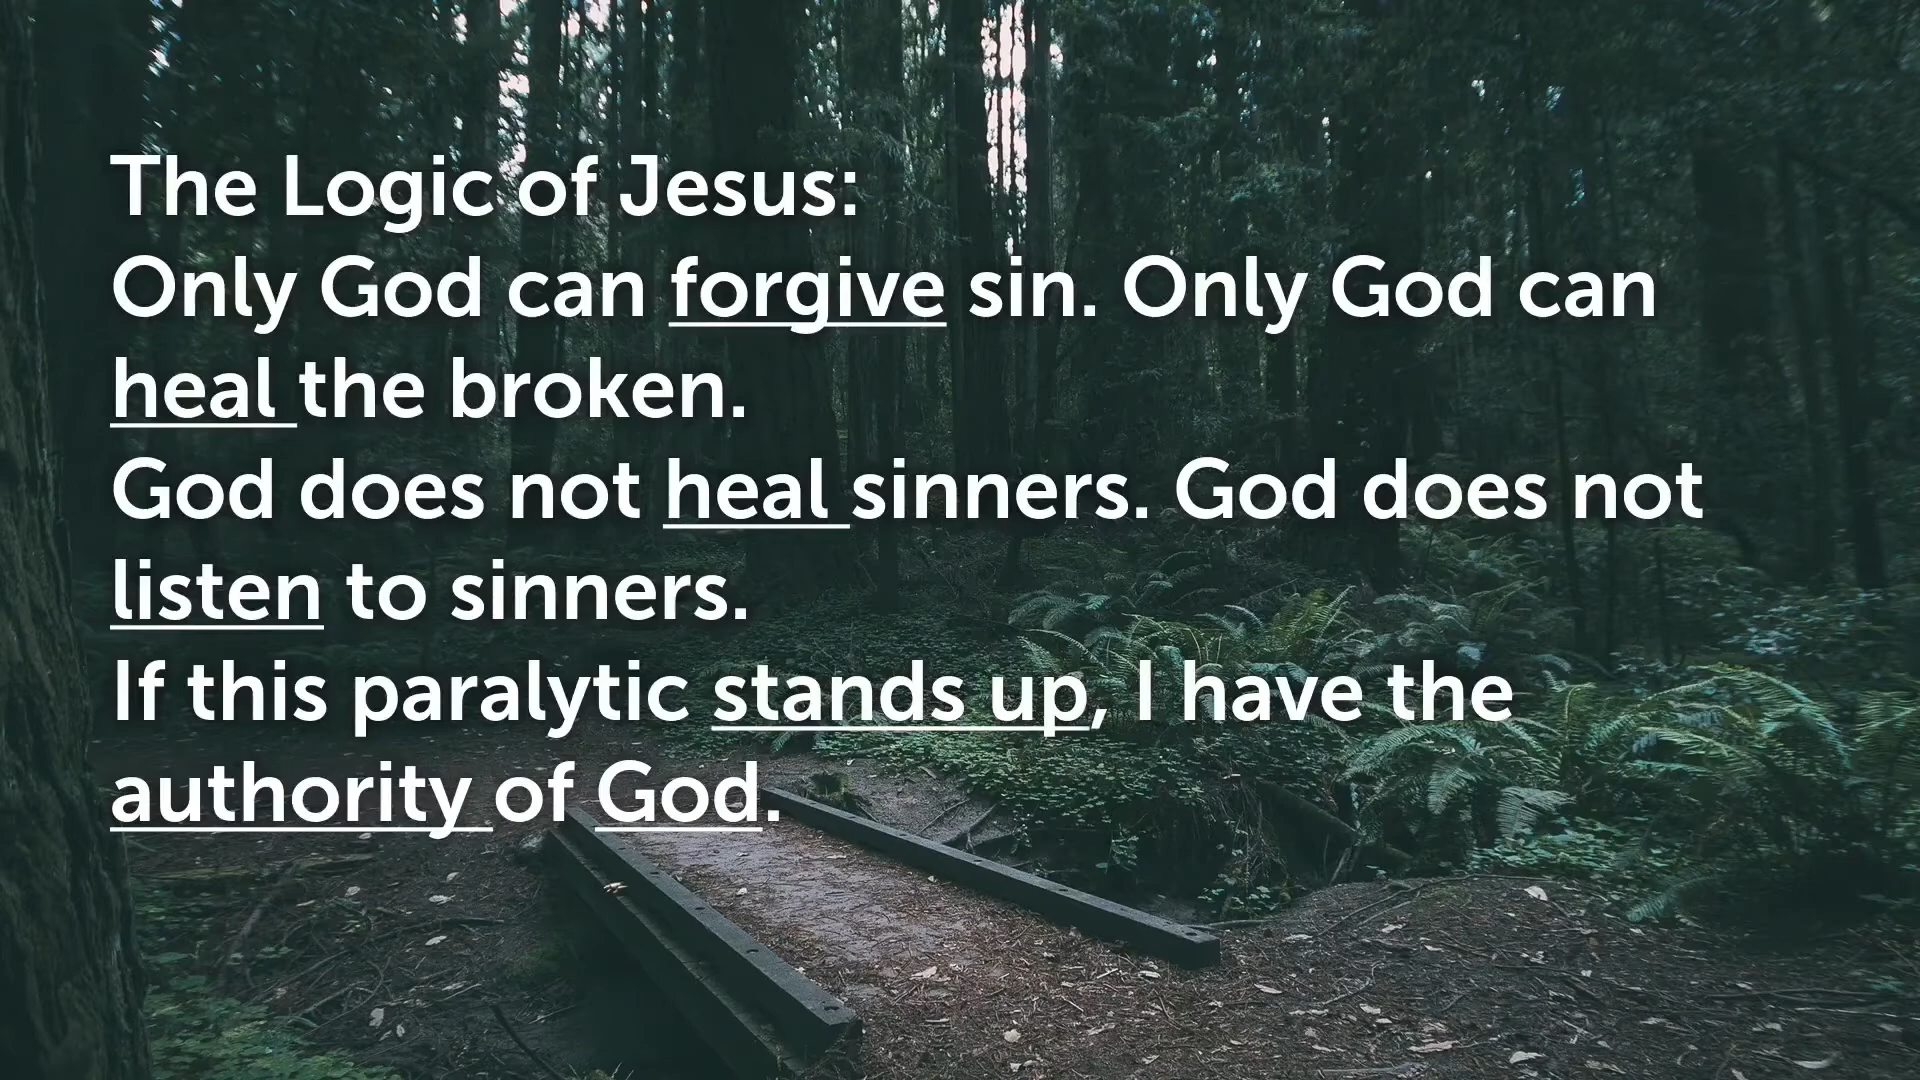 The Logic of Jesus:
Only God can forgive sin. Only God can
heal the broken.
God does not heal sinners. God does not
listen to sinners.
If this paralytic stands up, I have the
authority of God.